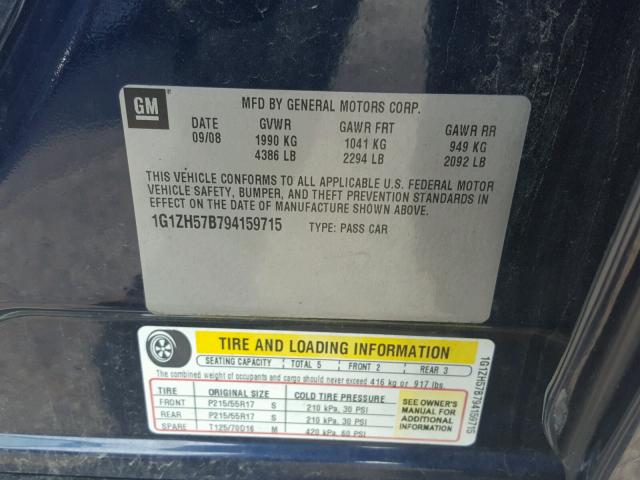 GM
MFD BY GENERAL MOTORS CORP.
DATE GVWR GAWR FRT GAWR RR
09/08 1990 KG 1041 KG 949 KG
4386 LB 2294 LB 2092 LB
THIS VEHICLE CONFORMS TO ALL APPLICABLE U.S. FEDERAL MOTOR
VEHICLE SAFETY, BUMPER, AND THEFT PREVENTION STANDARDS IN
EFFECT ON THE DATE OF MANUFACTURE SHOWN ABOVE.
1G1ZH57B794159715 TYPE: PASS CAR
TIRE AND LOADING INFORMATION
SEATING CAPACITY TOTAL 5 FRONT 2 REAR 3
The combined weight of occupants and cargo should never exceed 416 kg or 917 lbs.
TIRE ORIGINAL SIZE COLD TIRE PRESSURE
FRONT P215/55R17 S 210 kPa, 30 PSI
REAR P215/55R17 S 210 kPa, 30 PSI
SPARE T125/70D16 M 420 kPa, 60 PSI
SEE OWNER'S
MANUAL FOR
ADDITIONAL
INFORMATION
1G1ZH57B794159715